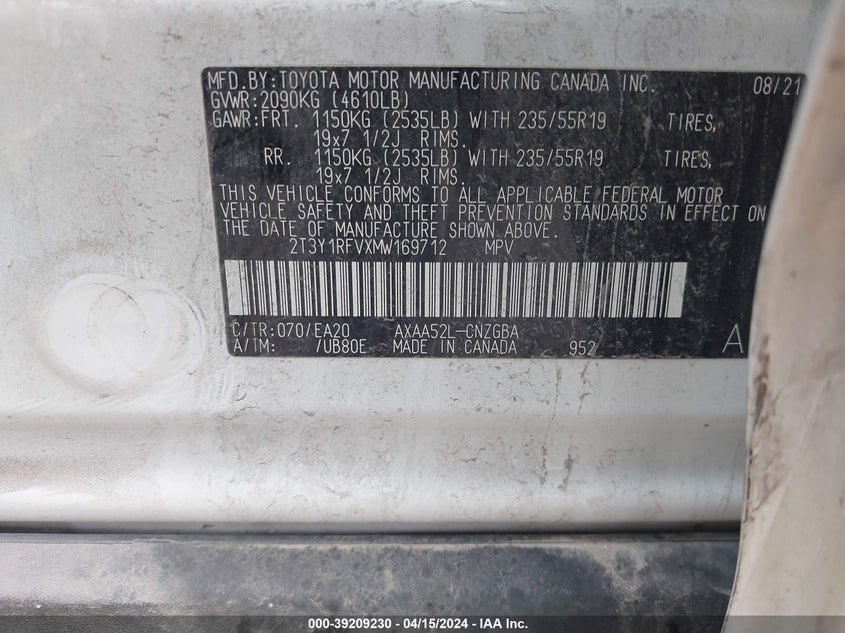 MFD.BY:TOYOTA MOTOR MANUFACTURING CANADA INC. 08/21
GVWR:2090KG (4610LB)
GAWR:FRT. 1150KG (2535LB) WITH 235/55R19 TIRES,
19x7 1/2J RIMS.
RR. 1150KG (2535LB) WITH 235/55R19 TIRES,
19x7 1/2J RIMS.
THIS VEHICLE CONFORMS TO ALL APPLICABLE FEDERAL MOTOR
VEHICLE SAFETY AND THEFT PREVENTION STANDARDS IN EFFECT ON
THE DATE OF MANUFACTURE SHOWN ABOVE.
2T3Y1RFVXMW169712 MPV
C/TR:070/EA20 AXAA52L-CNZGBA
A/TM: /UB80E MADE IN CANADA 952 A
000-39209230 - 04/15/2024 - IAA Inc.